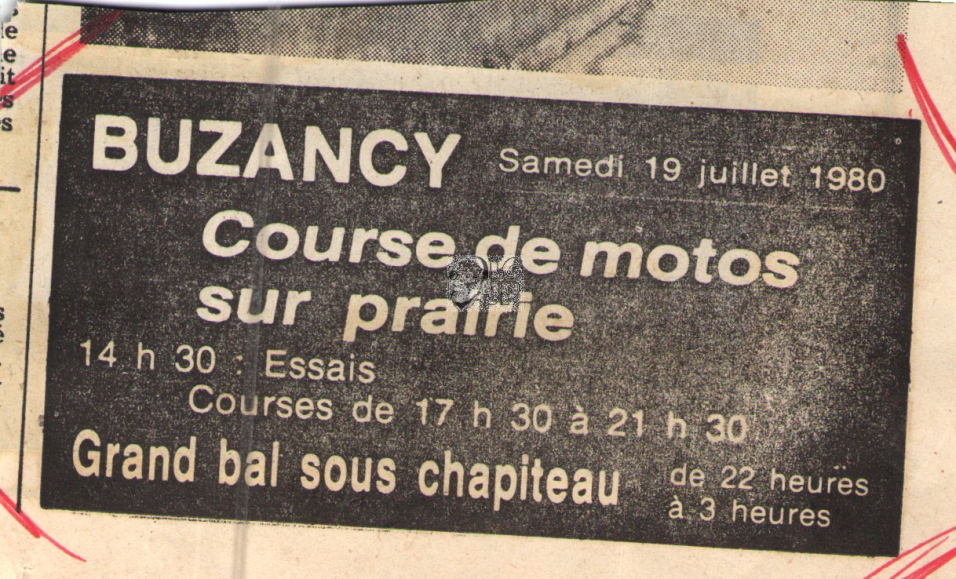 BUZANCY Samedi 19 juillet 1980
Course de motos
sur prairie
14 h 30 : Essais
Courses de 17 h 30 à 21 h 30
Grand bal sous chapiteau de 22 heures
à 3 heures